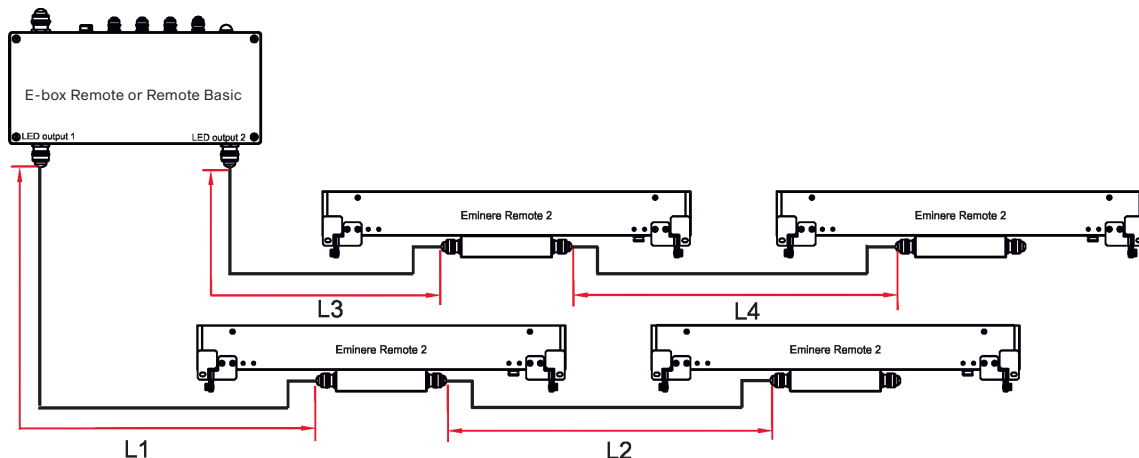 E-box Remote or Remote Basic
LED output 1
LED output 2
Eminere Remote 2
Eminere Remote 2
L3
L4
Eminere Remote 2
Eminere Remote 2
L1
L2